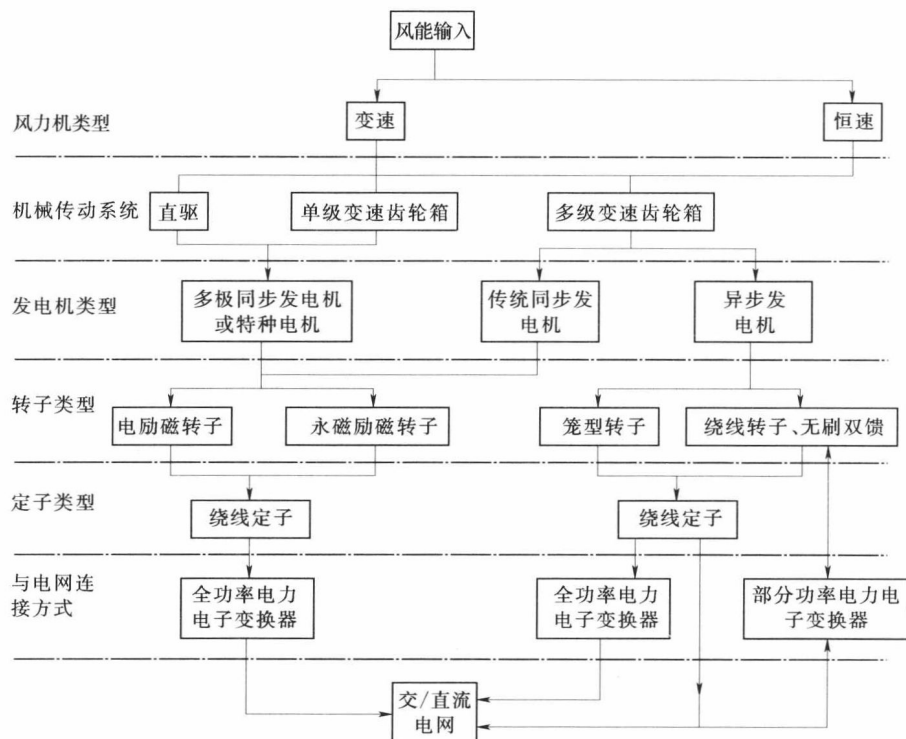 风能输入
风力机类型
变速
恒速
机械传动系统
直驱
单级变速齿轮箱
多级变速齿轮箱
发电机类型
多极同步发电机
或特种电机
传统同步发
电机
异步发
电机
转子类型
电励磁转子
永磁励磁转子
笼型转子
绕线转子、无刷双馈
定子类型
绕线定子
绕线定子
与电网连
接方式
全功率电力
电子变换器
全功率电力
电子变换器
部分功率电力电
子变换器
交/直流
电网